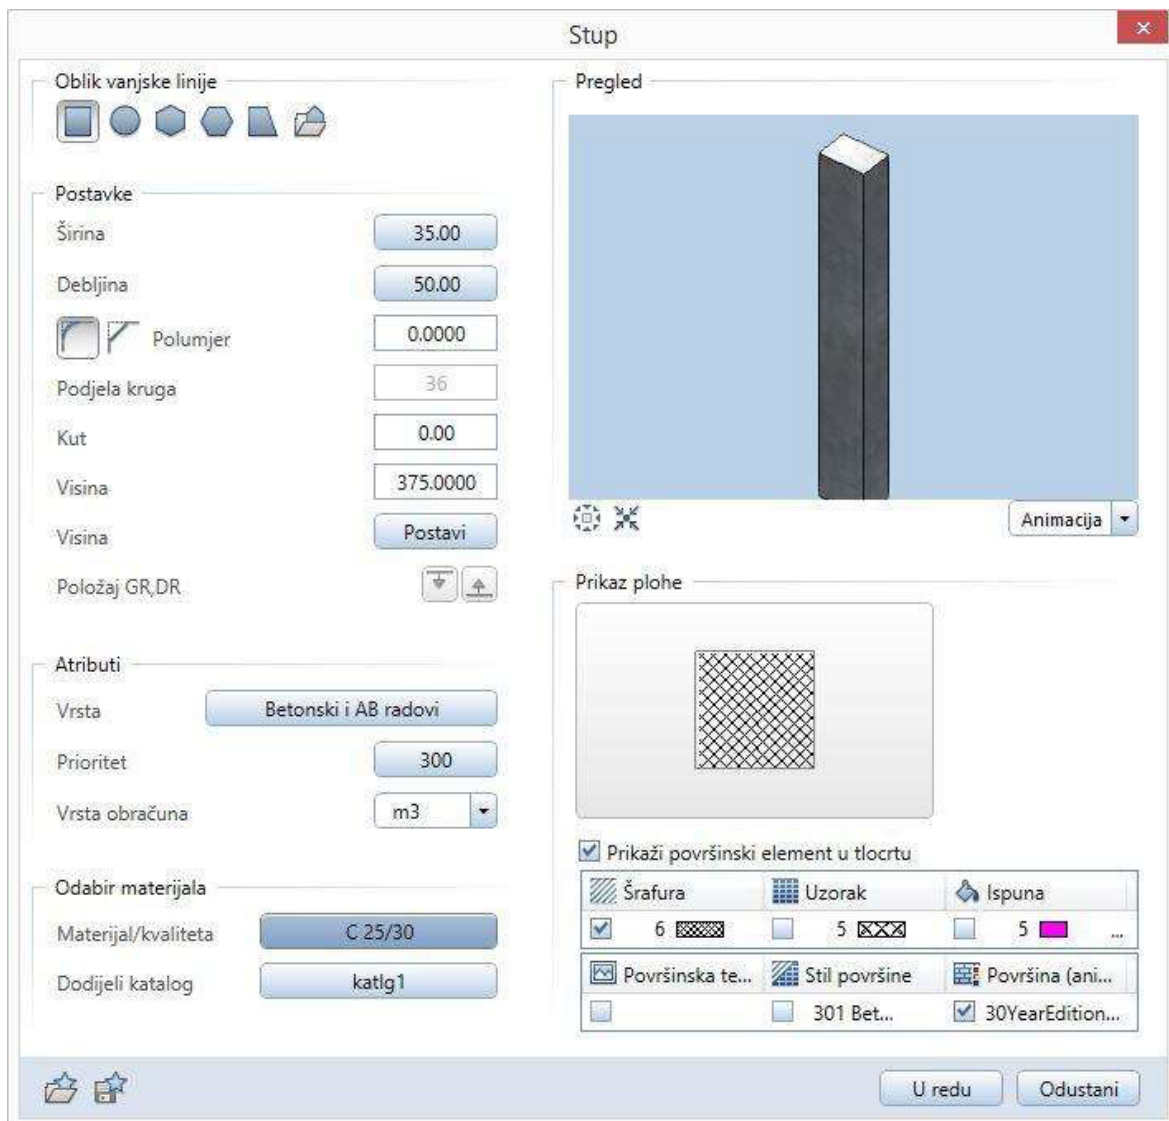 Stup
Oblik vanjske linije
Postavke
Širina 35.00
Debljina 50.00
Polumjer 0.0000
Podjela kruga 36
Kut 0.00
Visina 375.0000
Visina Postavi
Položaj GR,DR
Atributi
Vrsta Betonski i AB radovi
Prioritet 300
Vrsta obračuna m3
Odabir materijala
Materijal/kvaliteta C 25/30
Dodijeli katalog katlg1
Pregled
Animacija
Prikaz plohe
Prikaži površinski element u tlocrtu
Šrafura Uzorak Ispuna
6 5 5 ...
Površinska te... Stil površine Površina (ani...
301 Bet... 30YearEdition...
U redu Odustani